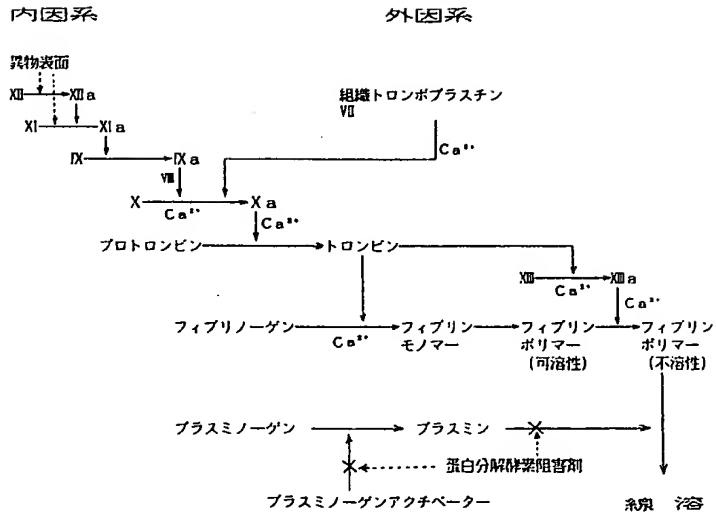 内因系 外因系
異物表面
XII XIIa 組織トロンボプラスチン
VII
XI XIa
Ca²⁺
IX IXa
VIII
X Xa
Ca²⁺ Ca²⁺
プロトロンビン トロンビン
XIII XIIIa
Ca²⁺ Ca²⁺
フィブリノーゲン フィブリン フィブリン フィブリン
Ca²⁺ モノマー ポリマー ポリマー
(可溶性) (不溶性)
プラスミノーゲン プラスミン
蛋白分解酵素阻害剤
プラスミノーゲンアクチベーター 線溶